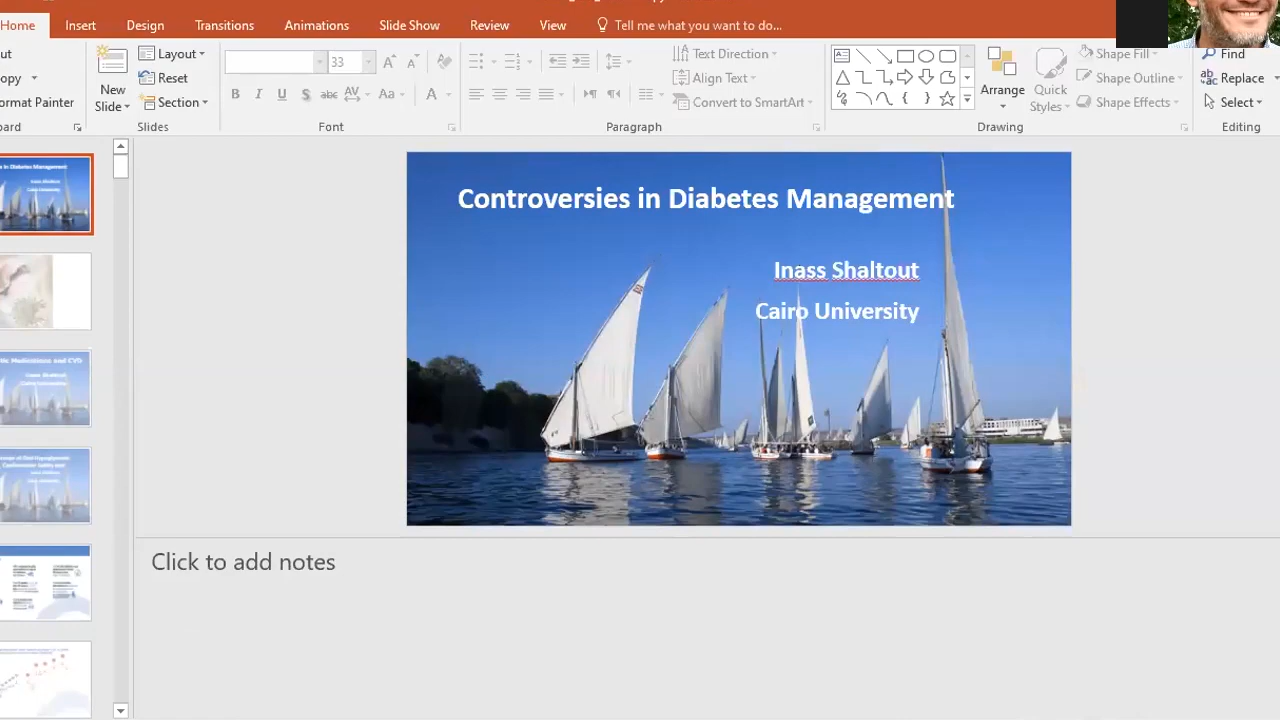 Home Insert Design Transitions Animations Slide Show Review View Tell me what you want to do...
Layout
Reset
Section
New
Slide
ormat Painter
33
B I U S abc AV Aa A
Text Direction
Align Text
Convert to SmartArt
Arrange
Quick
Styles
Shape Fill
Shape Outline
Shape Effects
Find
Replace
Select
Slides Font Paragraph Drawing Editing
Controversies in Diabetes Management
Inass Shaltout
Cairo University
Click to add notes